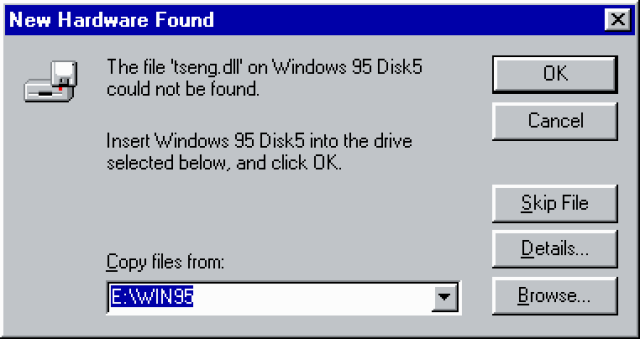 New Hardware Found
The file 'tseng.dll' on Windows 95 Disk5
could not be found.
Insert Windows 95 Disk5 into the drive
selected below, and click OK.
Copy files from:
E:\WIN95
OK
Cancel
Skip File
Details...
Browse...